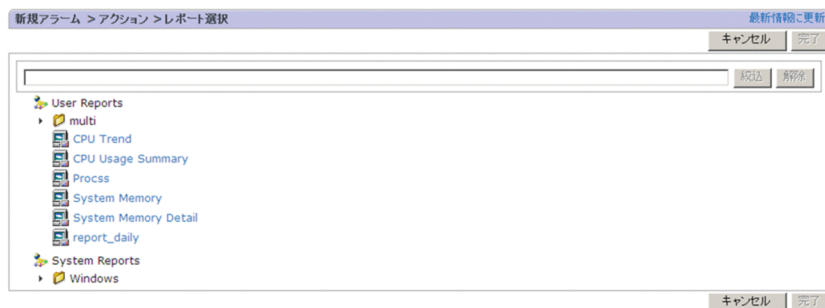 新規アラーム > アクション > レポート選択 最新情報に更新
キャンセル 完了
絞込 解除
User Reports
multi
CPU Trend
CPU Usage Summary
Procss
System Memory
System Memory Detail
report_daily
System Reports
Windows
キャンセル 完了